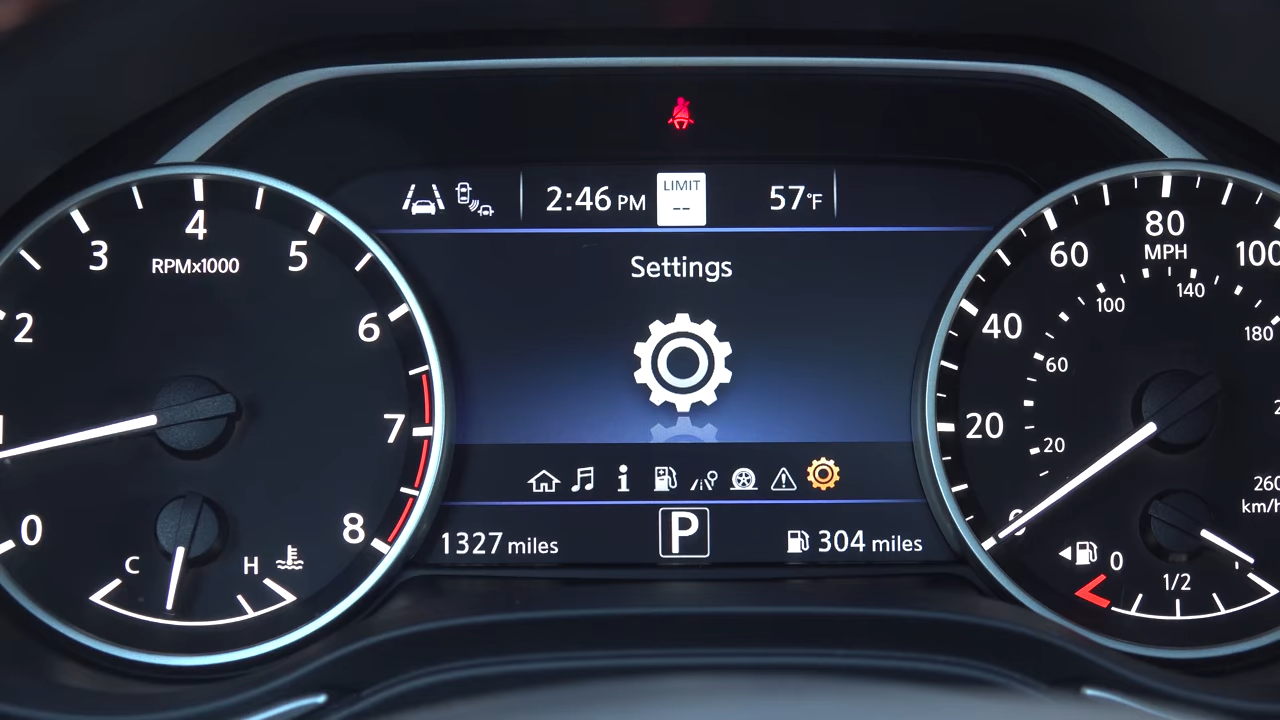 2:46 PM
LIMIT
--
57°F
Settings
1327 miles
P
304 miles
0
2
3
4
5
6
7
8
RPMx1000
C
H
0
20
40
60
80
100
MPH
20
60
100
140
180
260
km/h
0
1/2